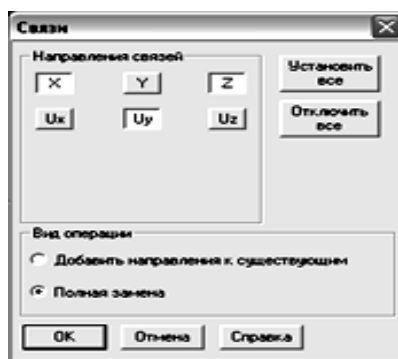 Связи
Направления связей
X Y Z
Ux Uy Uz
Установить
все
Отключить
все
Вид операции
Добавить направления к существующим
Полная замена
OK Отмена Справка